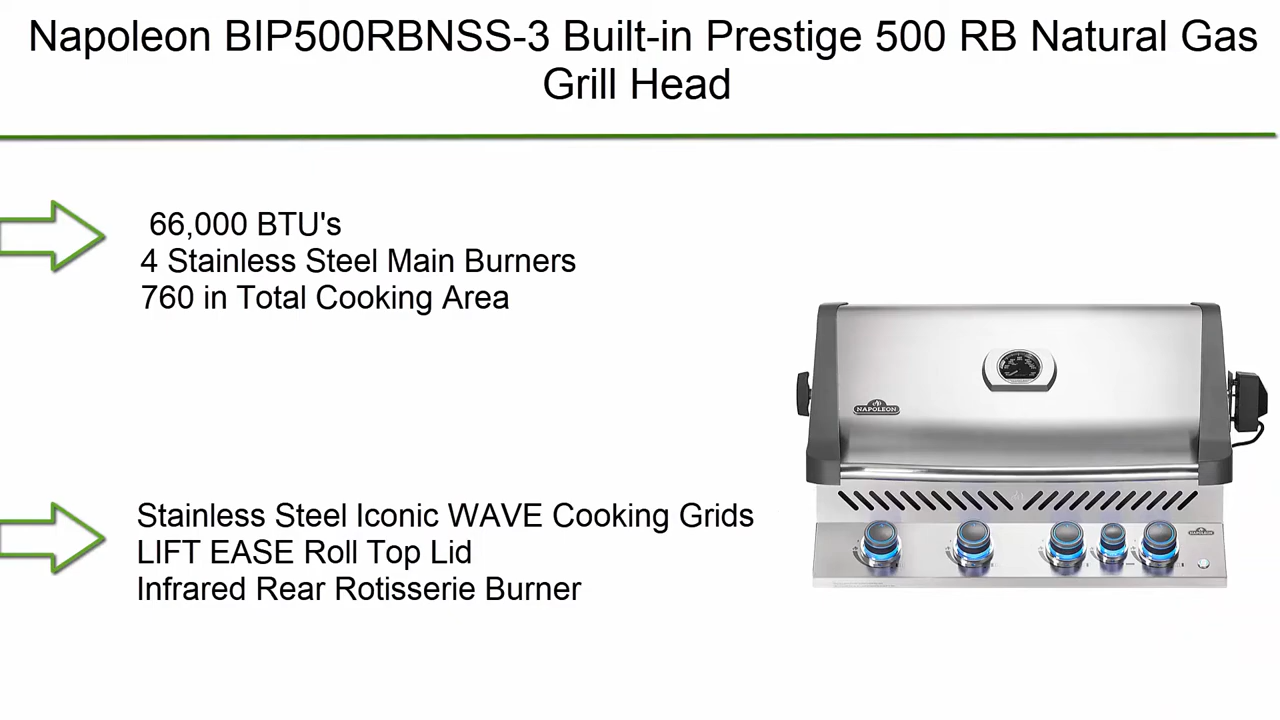 Napoleon BIP500RBNSS-3 Built-in Prestige 500 RB Natural Gas
Grill Head
66,000 BTU's
4 Stainless Steel Main Burners
760 in Total Cooking Area
NAPOLEON
Stainless Steel Iconic WAVE Cooking Grids
LIFT EASE Roll Top Lid
Infrared Rear Rotisserie Burner
NAPOLEON